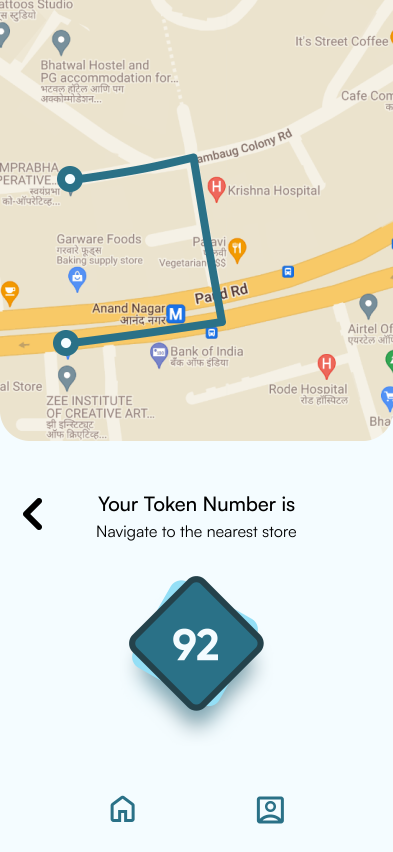 attoos Studio
स स्टुडियो
It's Street Coffee
Bhatwal Hostel and
PG accommodation for...
भटवल हॉटेल आणि पग
अक्कोम्मोडेशन...
Cafe Com
ambaug Colony Rd
MPRABHA
PERATIVE...
स्वयंप्रभा
को-ऑपरेटिव्ह...
H
Krishna Hospital
Garware Foods
गरवारे फूड्स
Baking supply store
Vegetarian
$$
Rd
Anand Nagar
आनंद नगर
M
Bank of India
बँक ऑफ इंडिया
Airtel Of
एयरटेल ऑफि
H
Rode Hospital
रोड हॉस्पिटल
al Store
ZEE INSTITUTE
OF CREATIVE ART...
झी इन्स्टिट्यूट
ऑफ क्रिएटिव्ह...
Bha
Your Token Number is
Navigate to the nearest store
92